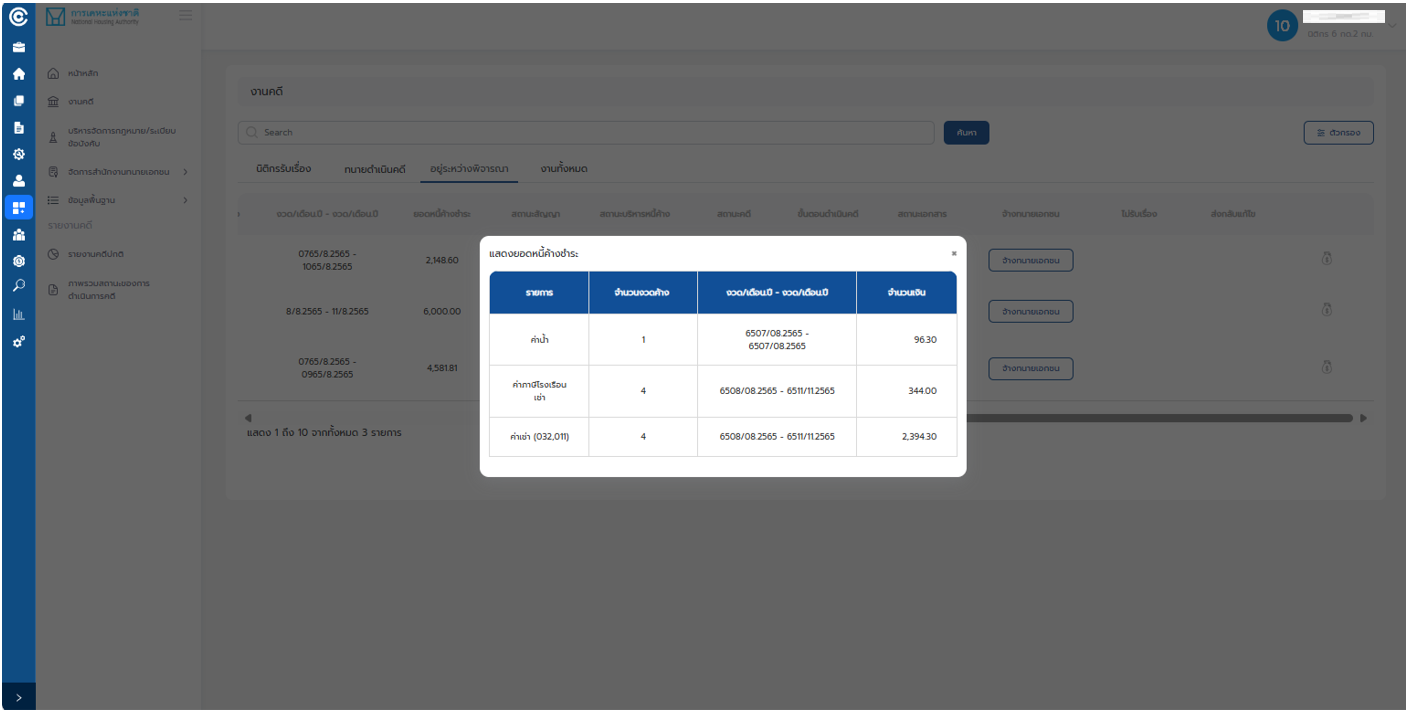 การเคหะแห่งชาติ
National Housing Authority
10
นิติกร 6 กด.2 กม.
หน้าหลัก
งานคดี
บริหารจัดการกฎหมาย/ระเบียบ
ข้อบังคับ
จัดการสำนักงานทนายเอกชน
ข้อมูลพื้นฐาน
รายงานคดี
รายงานคดีปกติ
ภาพรวมสถานะของการ
ดำเนินการคดี
งานคดี
Search
ค้นหา
ตัวกรอง
นิติกรรับเรื่อง ทนายดำเนินคดี อยู่ระหว่างพิจารณา งานทั้งหมด
งวด/เดือน.ปี - งวด/เดือน.ปี ยอดหนี้ค้างชำระ สถานะสัญญา สถานะบริหารหนี้ค้าง สถานะคดี ขั้นตอนดำเนินคดี สถานะเอกสาร จ้างทนายเอกชน ไม่รับเรื่อง ส่งกลับแก้ไข
0765/8.2565 -
1065/8.2565
2,148.60
จ้างทนายเอกชน
8/8.2565 - 11/8.2565
6,000.00
จ้างทนายเอกชน
0765/8.2565 -
0965/8.2565
4,581.81
จ้างทนายเอกชน
แสดง 1 ถึง 10 จากทั้งหมด 3 รายการ
แสดงยอดหนี้ค้างชำระ
รายการ จำนวนงวดค้าง งวด/เดือน.ปี - งวด/เดือน.ปี จำนวนเงิน
ค่าน้ำ 1 6507/08.2565 -
6507/08.2565 96.30
ค่าภาษีโรงเรือน
เช่า 4 6508/08.2565 - 6511/11.2565 344.00
ค่าเช่า (032,011) 4 6508/08.2565 - 6511/11.2565 2,394.30